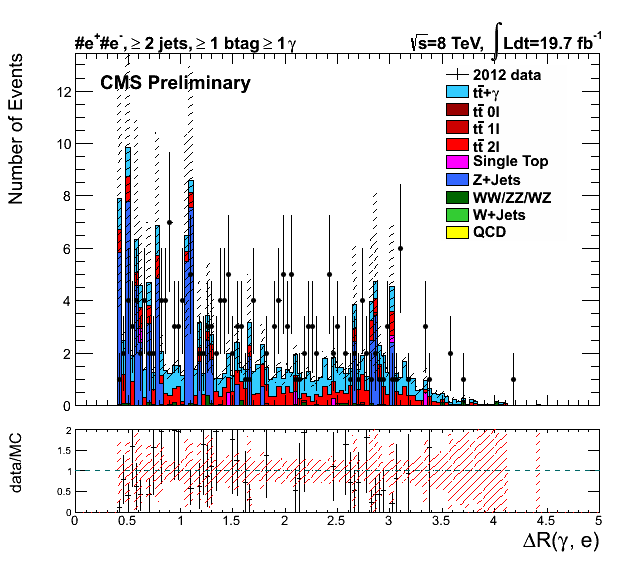 #e⁺#e⁻, ≥ 2 jets, ≥ 1 btag ≥ 1 γ
√s=8 TeV, ∫ Ldt=19.7 fb⁻¹
CMS Preliminary
2012 data
tt̄+γ
tt̄ 0l
tt̄ 1l
tt̄ 2l
Single Top
Z+Jets
WW/ZZ/WZ
W+Jets
QCD
Number of Events
12
10
8
6
4
2
0
data/MC
2
1.5
1
0.5
0
0 0.5 1 1.5 2 2.5 3 3.5 4 4.5 5
ΔR(γ, e)